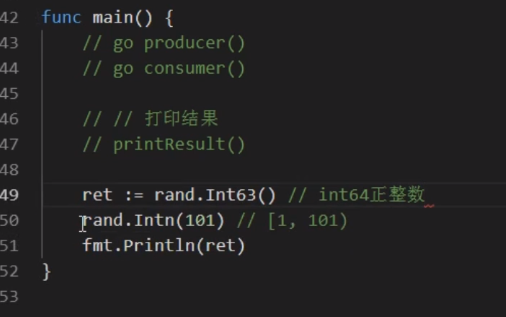 42 func main() {
43     // go producer()
44     // go consumer()
45
46     // // 打印结果
47     // printResult()
48
49     ret := rand.Int63() // int64正整数
50     rand.Intn(101) // [1, 101)
51     fmt.Println(ret)
52 }
53